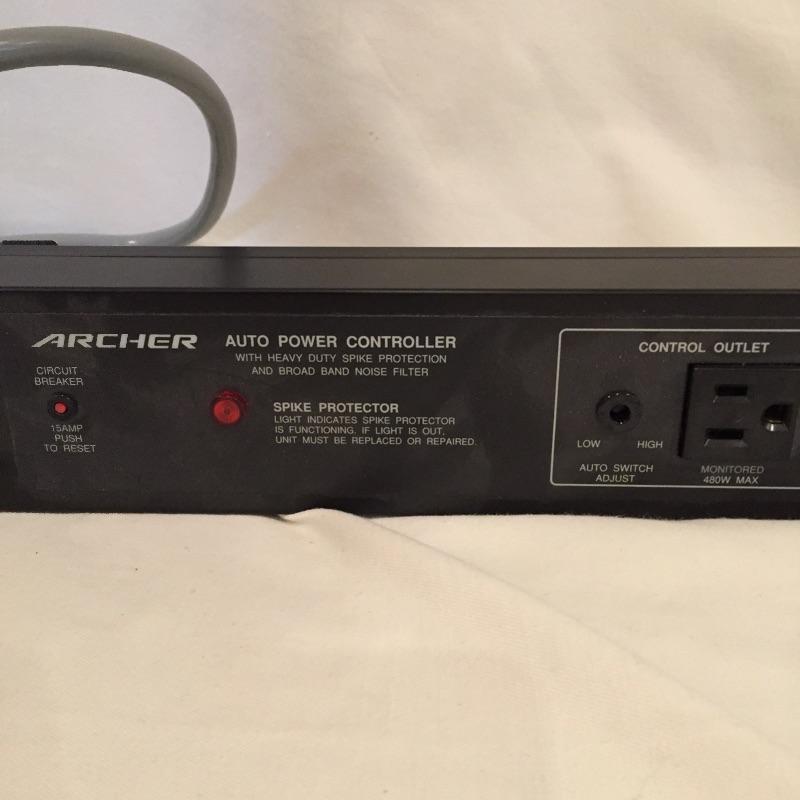 ARCHER
AUTO POWER CONTROLLER
WITH HEAVY DUTY SPIKE PROTECTION
AND BROAD BAND NOISE FILTER
CIRCUIT
BREAKER
15AMP
PUSH
TO RESET
SPIKE PROTECTOR
LIGHT INDICATES SPIKE PROTECTOR
IS FUNCTIONING. IF LIGHT IS OUT,
UNIT MUST BE REPLACED OR REPAIRED.
CONTROL OUTLET
LOW HIGH
AUTO SWITCH
ADJUST
MONITORED
480W MAX